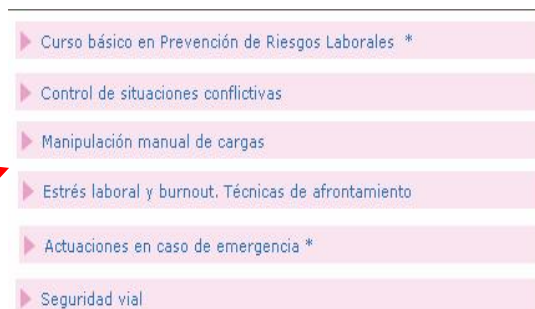 Curso básico en Prevención de Riesgos Laborales *
Control de situaciones conflictivas
Manipulación manual de cargas
Estrés laboral y burnout. Técnicas de afrontamiento
Actuaciones en caso de emergencia *
Seguridad vial